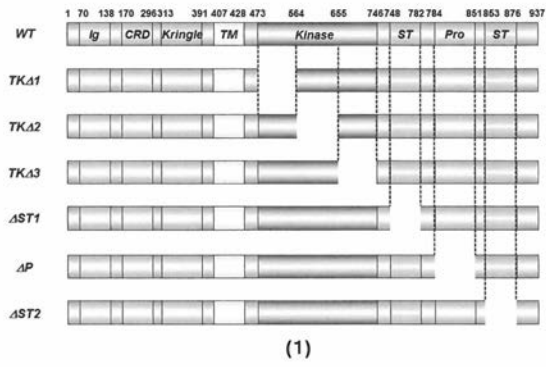 1 70 138 170 296 313 391 407 428 473 564 655 746 748 782 784 851 853 876 937
WT Ig CRD Kringle TM Kinase ST Pro ST
TKΔ1
TKΔ2
TKΔ3
ΔST1
ΔP
ΔST2
(1)